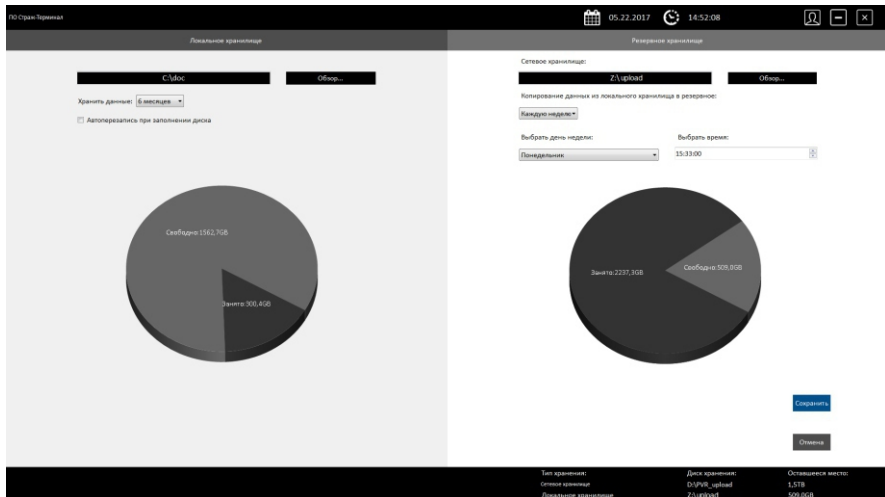 ПО Страж-Терминал
05.22.2017
14:52:08
Локальное хранилище
Резервное хранилище
C:\doc
Обзор...
Хранить данные:
6 месяцев
Автоперезапись при заполнении диска
Свободно:1562,7GB
Занято:300,4GB
Сетевое хранилище:
Z:\upload
Обзор...
Копирование данных из локального хранилища в резервное:
Каждую неделю
Выбрать день недели:
Выбрать время:
Понедельник
15:33:00
Занято:2237,3GB
Свободно:509,0GB
Сохранить
Отмена
Тип хранения:
Диск хранения:
Оставшееся место:
Сетевое хранилище
D:\PVR_upload
1,5TB
Локальное хранилище
Z:\upload
509,0GB